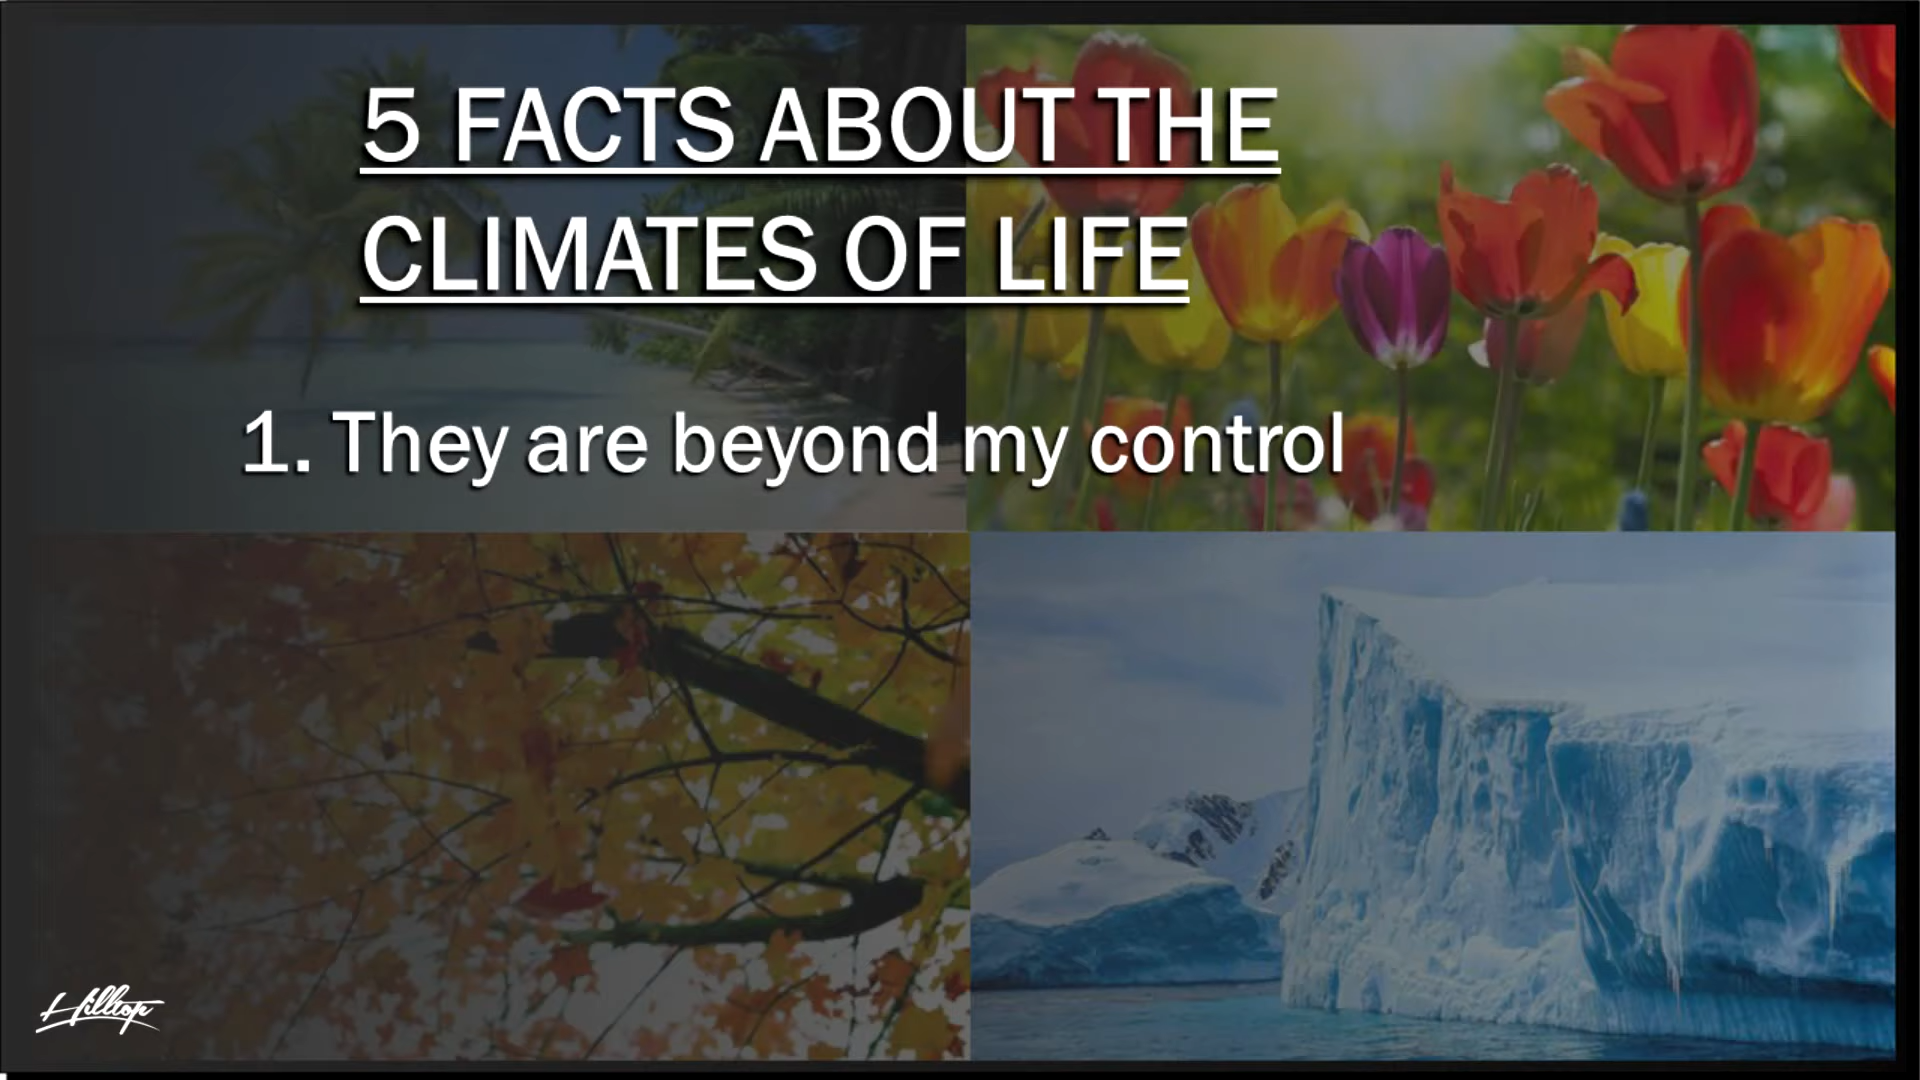 5 FACTS ABOUT THE
CLIMATES OF LIFE
1. They are beyond my control
Hilltop